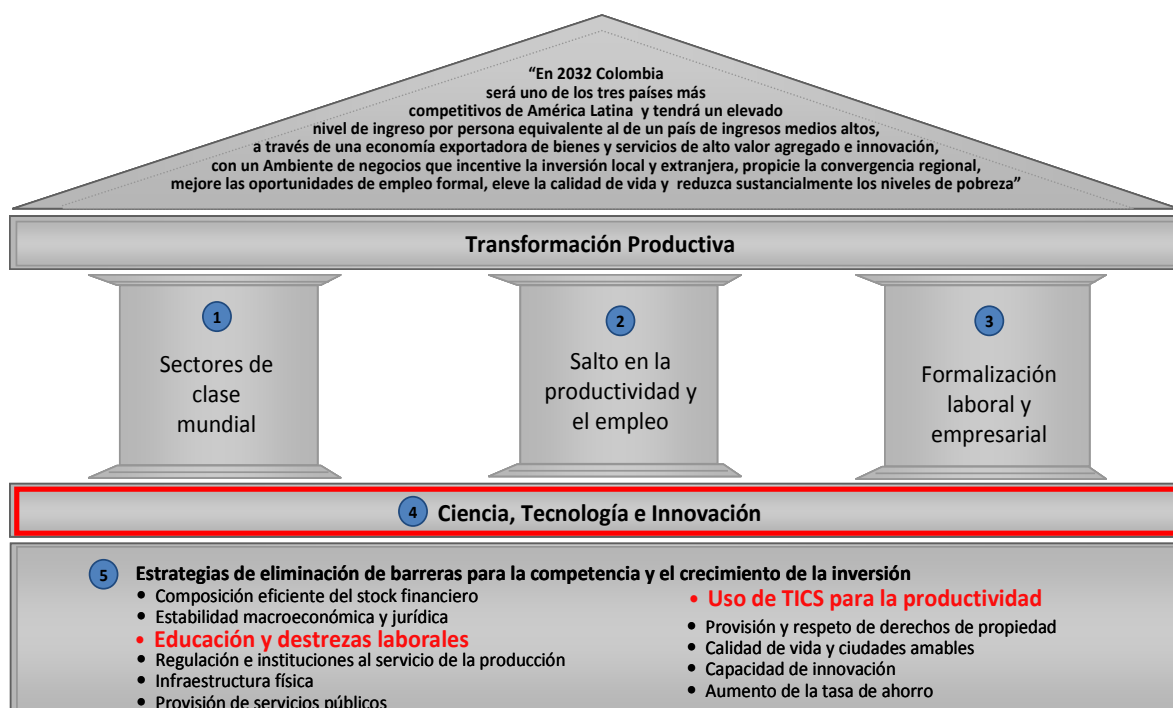 “En 2032 Colombia
será uno de los tres países más
competitivos de América Latina y tendrá un elevado
nivel de ingreso por persona equivalente al de un país de ingresos medios altos,
a través de una economía exportadora de bienes y servicios de alto valor agregado e innovación,
con un Ambiente de negocios que incentive la inversión local y extranjera, propicie la convergencia regional,
mejore las oportunidades de empleo formal, eleve la calidad de vida y reduzca sustancialmente los niveles de pobreza”
Transformación Productiva
1
Sectores de
clase
mundial
2
Salto en la
productividad y
el empleo
3
Formalización
laboral y
empresarial
4 Ciencia, Tecnología e Innovación
5 Estrategias de eliminación de barreras para la competencia y el crecimiento de la inversión
• Composición eficiente del stock financiero
• Estabilidad macroeconómica y jurídica
• Educación y destrezas laborales
• Regulación e instituciones al servicio de la producción
• Infraestructura física
• Provisión de servicios públicos
• Uso de TICS para la productividad
• Provisión y respeto de derechos de propiedad
• Calidad de vida y ciudades amables
• Capacidad de innovación
• Aumento de la tasa de ahorro